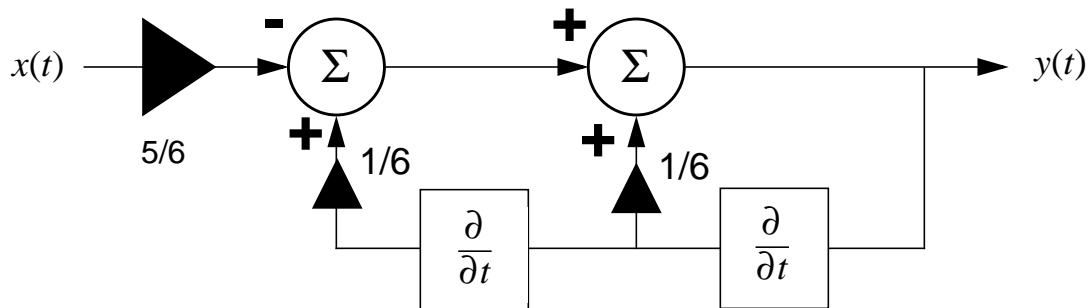 - +
x(t) Σ Σ y(t)
+ +
5/6 1/6 1/6
∂/∂t ∂/∂t